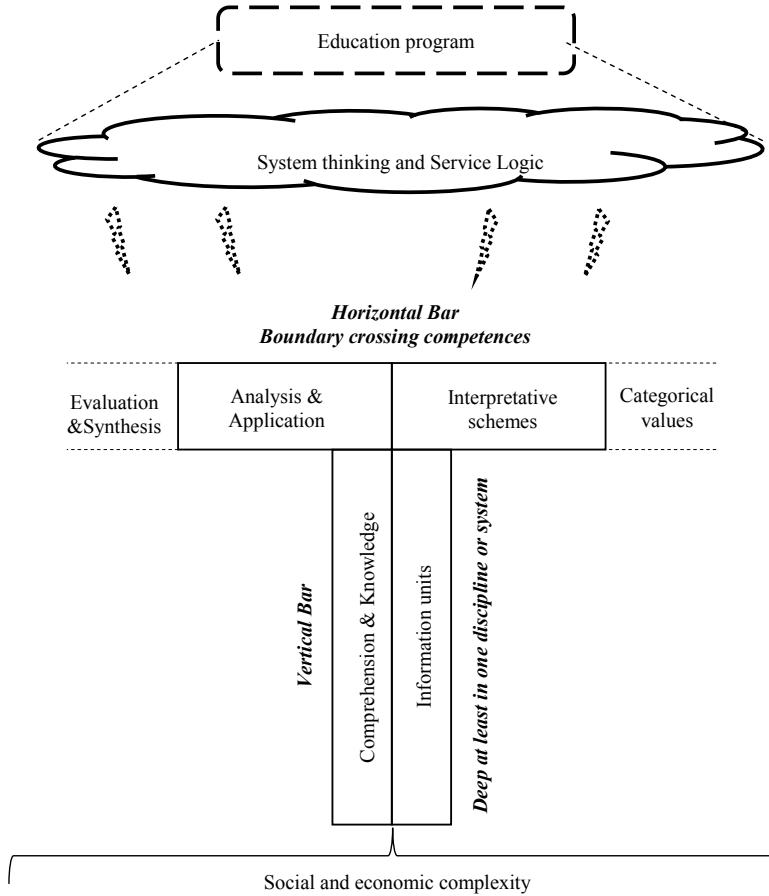 Education program
System thinking and Service Logic
Horizontal Bar
Boundary crossing competences
Evaluation
&Synthesis
Analysis &
Application
Interpretative
schemes
Categorical
values
Vertical Bar
Comprehension & Knowledge
Information units
Deep at least in one discipline or system
Social and economic complexity